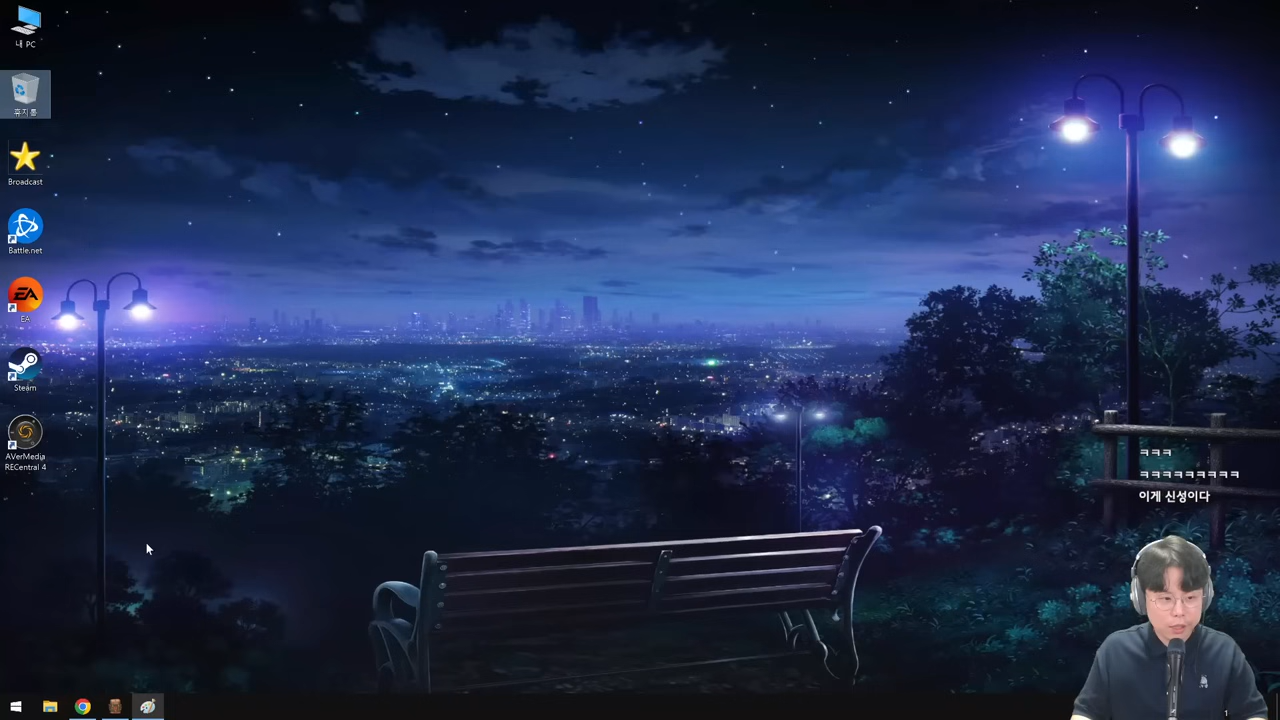 내 PC
휴지통
Broadcast
Battle.net
EA
EA
Steam
AVerMedia
RECentral 4
ㅋㅋㅋ
ㅋㅋㅋㅋㅋㅋㅋㅋㅋ
이게 신성이다